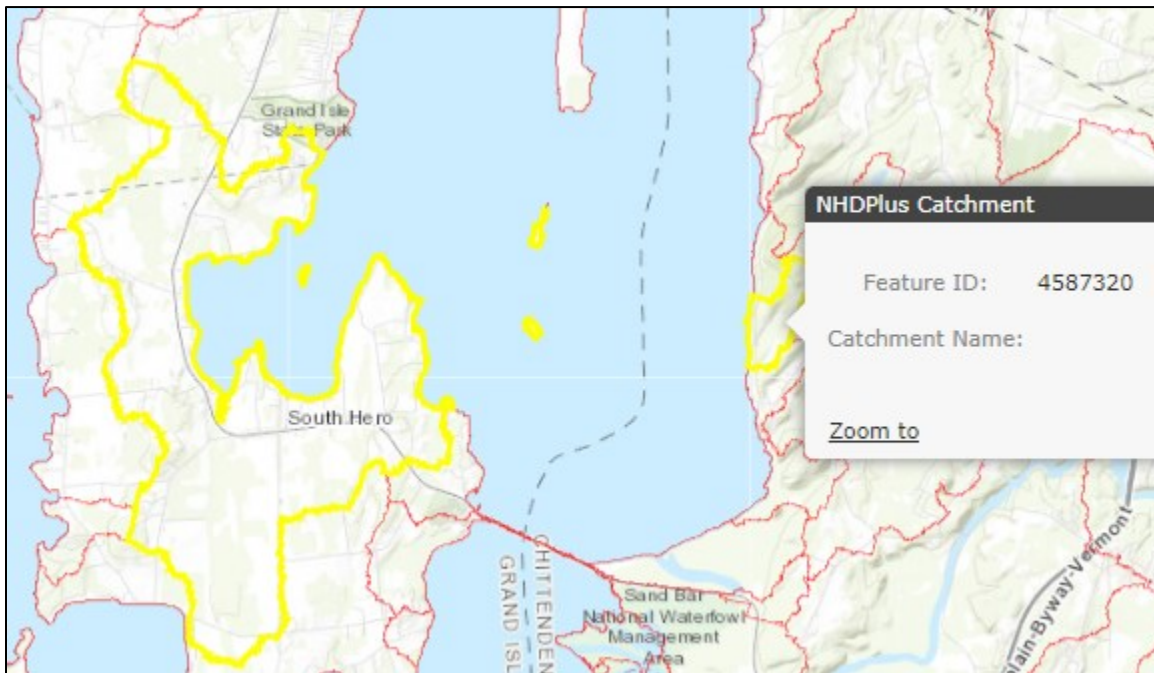 Grand Isle
State Park
NHDPlus Catchment
Feature ID: 4587320
Catchment Name:
Zoom to
South Hero
CHITTENDEN
GRAND ISL
Sand Bar
National Waterfowl
Management
Area
plain-Byway-Vermont